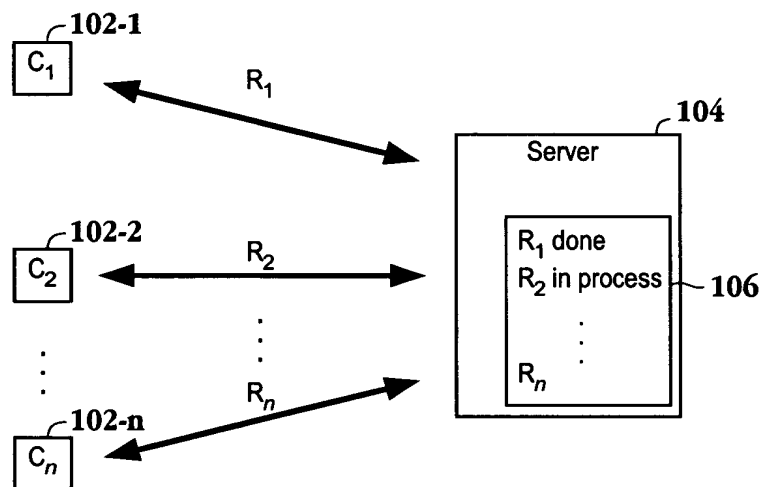 102-1
C₁
R₁
104
Server
102-2
C₂
R₂
R₁ done
R₂ in process
106
Rₙ
Rₙ
102-n
Cₙ